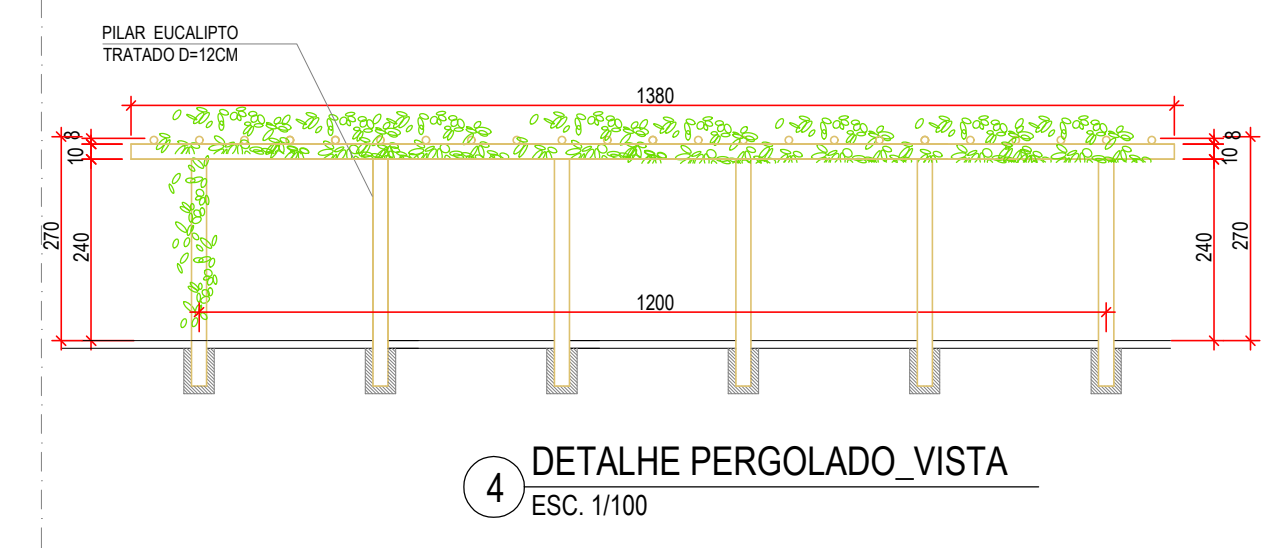 PILAR EUCALIPTO
TRATADO D=12CM
1380
8
10
270
240
8
10
240
270
1200
4
DETALHE PERGOLADO_VISTA
ESC. 1/100